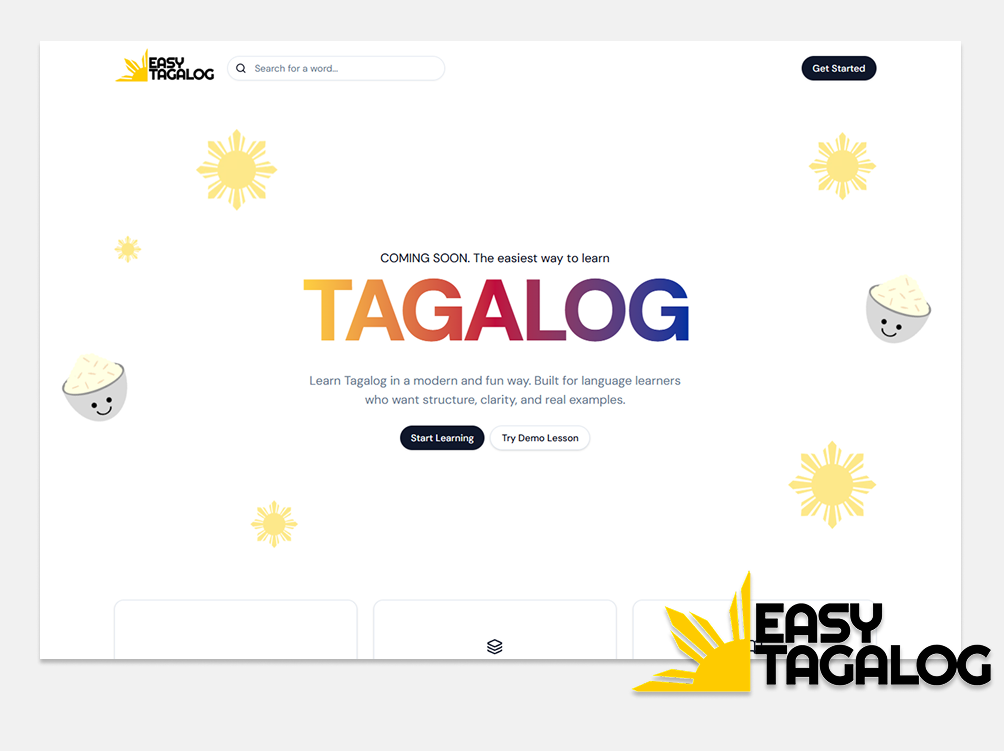 EASY
TAGALOG
Search for a word...
Get Started
COMING SOON. The easiest way to learn
TAGALOG
Learn Tagalog in a modern and fun way. Built for language learners
who want structure, clarity, and real examples.
Start Learning
Try Demo Lesson
EASY
TAGALOG